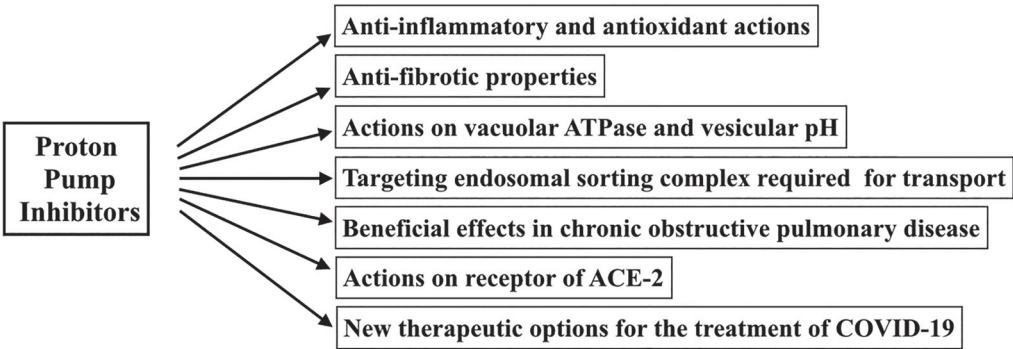 Anti-inflammatory and antioxidant actions
Anti-fibrotic properties
Actions on vacuolar ATPase and vesicular pH
Proton
Pump
Inhibitors
Targeting endosomal sorting complex required for transport
Beneficial effects in chronic obstructive pulmonary disease
Actions on receptor of ACE-2
New therapeutic options for the treatment of COVID-19